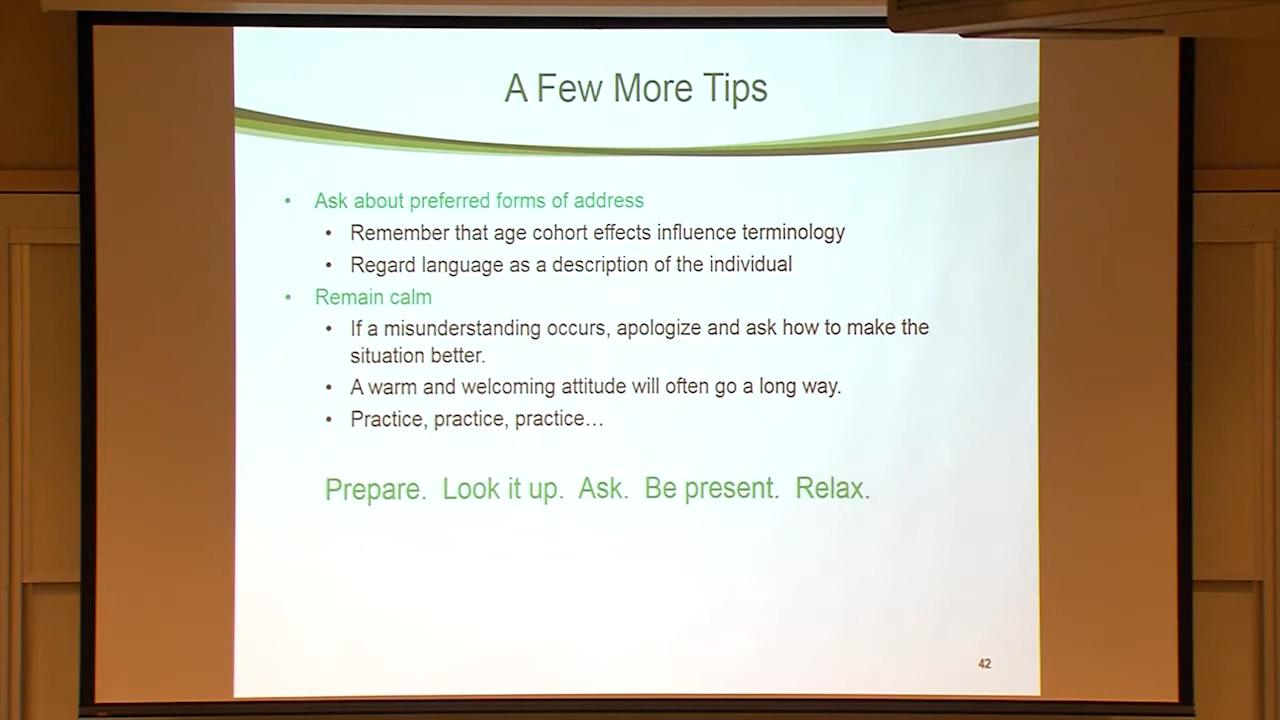 A Few More Tips
• Ask about preferred forms of address
• Remember that age cohort effects influence terminology
• Regard language as a description of the individual
• Remain calm
• If a misunderstanding occurs, apologize and ask how to make the
situation better.
• A warm and welcoming attitude will often go a long way.
• Practice, practice, practice…
Prepare. Look it up. Ask. Be present. Relax.
42